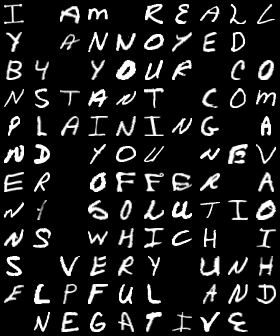 I AM REALL
Y ANNOYED
BY YOUR CO
NSTANT COM
PLAINING A
ND YOU NEV
ER OFFER A
NY SOLUTIO
NS WHICH I
S VERY UNH
ELPFUL AND
NEGATIVE